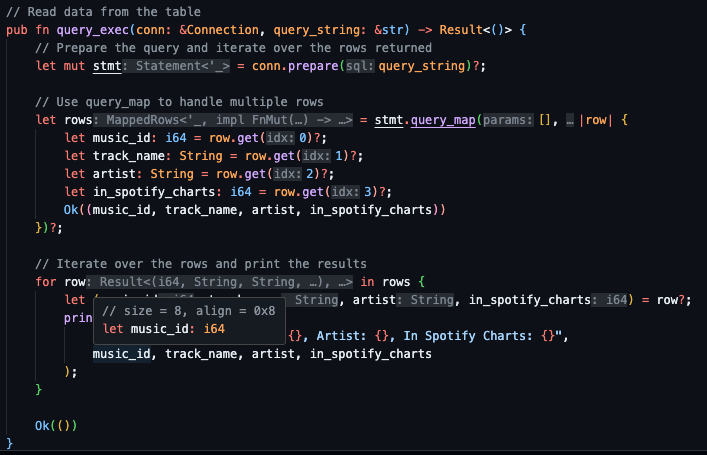 // Read data from the table
pub fn query_exec(conn: &Connection, query_string: &str) -> Result<()> {
// Prepare the query and iterate over the rows returned
let mut stmt: Statement<'_> = conn.prepare(sql: query_string)?;
// Use query_map to handle multiple rows
let rows: MappedRows<'_, impl FnMut(…) -> …> = stmt.query_map(params: [], … |row| {
let music_id: i64 = row.get(idx: 0)?;
let track_name: String = row.get(idx: 1)?;
let artist: String = row.get(idx: 2)?;
let in_spotify_charts: i64 = row.get(idx: 3)?;
Ok((music_id, track_name, artist, in_spotify_charts))
})?;
// Iterate over the rows and print the results
for row: Result<(i64, String, String, …), …> in rows {
let String, artist: String, in_spotify_charts: i64) = row?;
prin
// size = 8, align = 0x8
let music_id: i64
{}, Artist: {}, In Spotify Charts: {}",
music_id, track_name, artist, in_spotify_charts
);
}
Ok(())
}